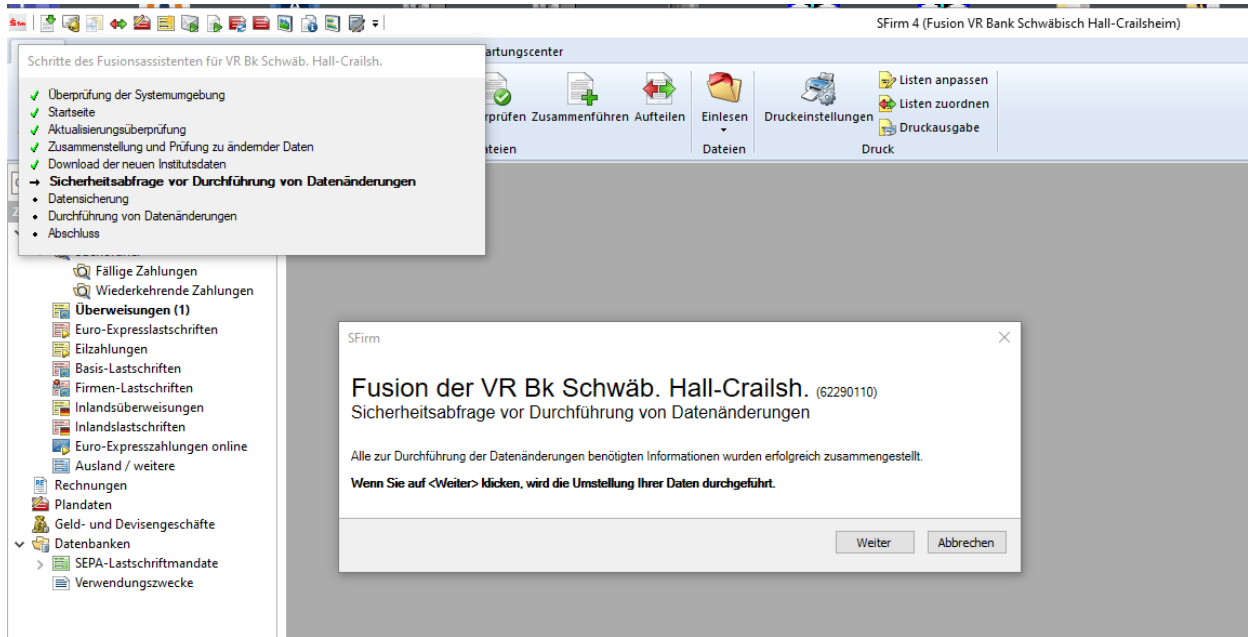 SFirm 4 (Fusion VR Bank Schwäbisch Hall-Crailsheim)
artungscenter
Schritte des Fusionsassistenten für VR Bk Schwäb. Hall-Crailsh.
Überprüfung der Systemumgebung
Startseite
Aktualisierungsüberprüfung
Zusammenstellung und Prüfung zu ändernder Daten
Download der neuen Institutsdaten
Sicherheitsabfrage vor Durchführung von Datenänderungen
Datensicherung
Durchführung von Datenänderungen
Abschluss
rprüfen Zusammenführen Aufteilen
Einlesen
Druckeinstellungen
Listen anpassen
Listen zuordnen
Druckausgabe
ateien
Dateien
Druck
Fällige Zahlungen
Wiederkehrende Zahlungen
Überweisungen (1)
Euro-Expresslastschriften
Eilzahlungen
Basis-Lastschriften
Firmen-Lastschriften
Inlandsüberweisungen
Inlandslastschriften
Euro-Expresszahlungen online
Ausland / weitere
Rechnungen
Plandaten
Geld- und Devisengeschäfte
Datenbanken
SEPA-Lastschriftmandate
Verwendungszwecke
SFirm
Fusion der VR Bk Schwäb. Hall-Crailsh. (62290110)
Sicherheitsabfrage vor Durchführung von Datenänderungen
Alle zur Durchführung der Datenänderungen benötigten Informationen wurden erfolgreich zusammengestellt.
Wenn Sie auf <Weiter> klicken, wird die Umstellung Ihrer Daten durchgeführt.
Weiter
Abbrechen